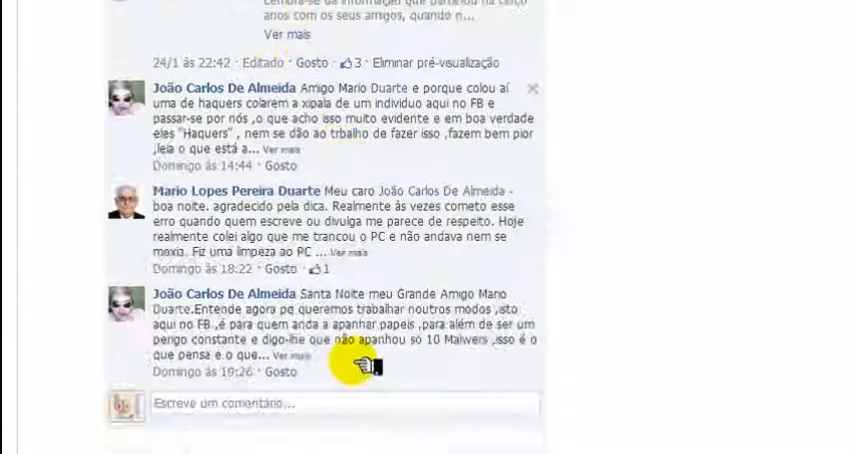 Lembra-se da informação que partilhou há cinco
anos com os seus amigos, quando n...
Ver mais
24/1 às 22:42 · Editado · Gosto · 3 · Eliminar pré-visualização
João Carlos De Almeida Amigo Mario Duarte e porque colou aí
uma de haquers colarem a xipala de um individuo aqui no FB e
passar-se por nós ,o que acho isso muito evidente e em boa verdade
eles "Haquers" , nem se dão ao trbalho de fazer isso ,fazem bem pior
,leia o que está a... Ver mais
Domingo às 14:44 · Gosto
Mario Lopes Pereira Duarte Meu caro João Carlos De Almeida -
boa noite. agradecido pela dica. Realmente às vezes cometo esse
erro quando quem escreve ou divulga me parece de respeito. Hoje
realmente colei algo que me trancou o PC e não andava nem se
moxia. Fiz uma limpeza ao PC ... Ver mais
Domingo às 18:22 · Gosto · 1
João Carlos De Almeida Santa Noite meu Grande Amigo Mario
Duarte.Entende agora pq queremos trabalhar noutros modos ,isto
aqui no FB ,é para quem anda a apanhar papeis ,para além de ser um
perigo constante e digo-lhe que não apanhou só 10 Malwers ,isso é o
que pensa e o que... Ver mais
Domingo às 19:26 · Gosto
Escreve um comentário...